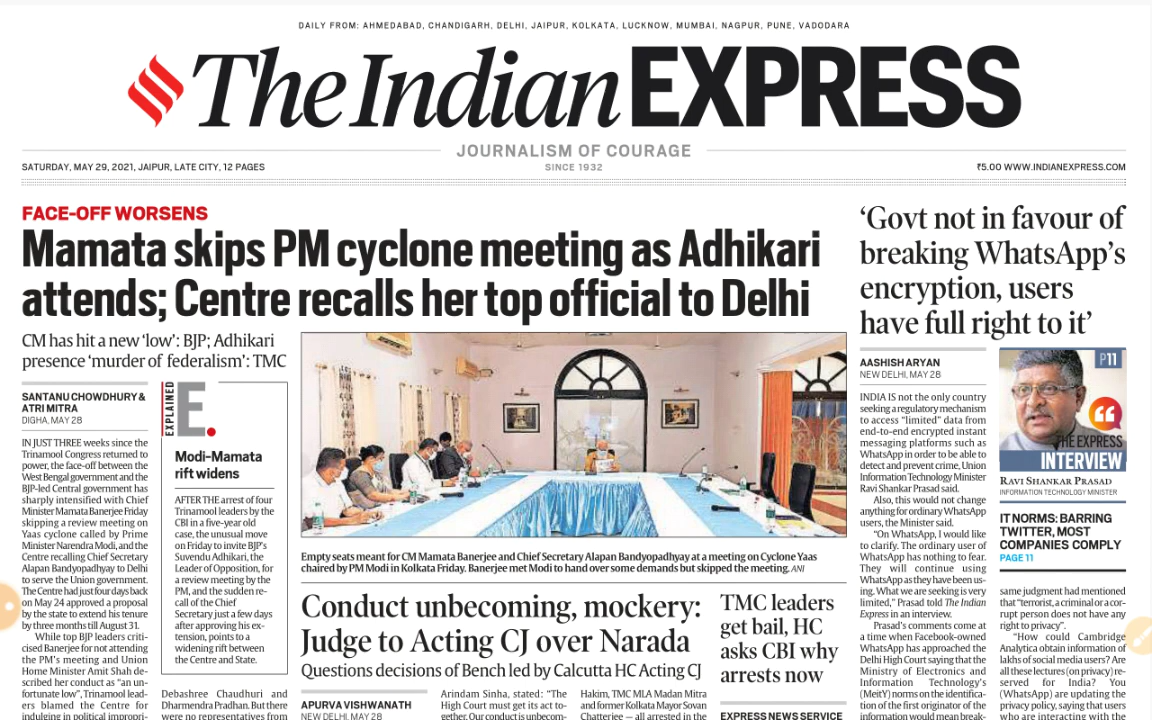 DAILY FROM: AHMEDABAD, CHANDIGARH, DELHI, JAIPUR, KOLKATA, LUCKNOW, MUMBAI, NAGPUR, PUNE, VADODARA
The Indian EXPRESS
JOURNALISM OF COURAGE
SATURDAY, MAY 29, 2021, JAIPUR, LATE CITY, 12 PAGES
SINCE 1932
₹5.00 WWW.INDIANEXPRESS.COM
FACE-OFF WORSENS
Mamata skips PM cyclone meeting as Adhikari
attends; Centre recalls her top official to Delhi
CM has hit a new ‘low’: BJP; Adhikari
presence ‘murder of federalism’: TMC
SANTANU CHOWDHURY &
ATRI MITRA
DIGHA, MAY 28
IN JUST THREE weeks since the
Trinamool Congress returned to
power, the face-off between the
West Bengal government and the
BJP-led Central government has
sharply intensified with Chief
Minister Mamata Banerjee Friday
skipping a review meeting on
Yaas cyclone called by Prime
Minister Narendra Modi, and the
Centre recalling Chief Secretary
Alapan Bandyopadhyay to Delhi
to serve the Union government.
The Centre had just four days back
on May 24 approved a proposal
by the state to extend his tenure
by three months till August 31.
While top BJP leaders criti-
cised Banerjee for not attending
the PM's meeting and Union
Home Minister Amit Shah de-
scribed her conduct as “an un-
fortunate low”, Trinamool lead-
ers blamed the Centre for
indulging in political impropri-
EXPLAINED
E.
Modi-Mamata
rift widens
AFTER THE arrest of four
Trinamool leaders by the
CBI in a five-year old
case, the unusual move
on Friday to invite BJP's
Suvendu Adhikari, the
Leader of Opposition, for
a review meeting by the
PM, and the sudden re-
call of the Chief
Secretary just a few days
after approving his ex-
tension, points to a
widening rift between
the Centre and State.
Debashree Chaudhuri and
Dharmendra Pradhan. But there
were no representatives from
Empty seats meant for CM Mamata Banerjee and Chief Secretary Alapan Bandyopadhyay at a meeting on Cyclone Yaas
chaired by PM Modi in Kolkata Friday. Banerjee met Modi to hand over some demands but skipped the meeting. ANI
Conduct unbecoming, mockery:
Judge to Acting CJ over Narada
Questions decisions of Bench led by Calcutta HC Acting CJ
APURVA VISHWANATH
NEW DELHI, MAY 28
Arindam Sinha, stated: “The
High Court must get its act to-
gether. Our conduct is unbecom-
Hakim, TMC MLA Madan Mitra
and former Kolkata Mayor Sovan
Chatterjee — all arrested in the
TMC leaders
get bail, HC
asks CBI why
arrests now
EXPRESS NEWS SERVICE
‘Govt not in favour of
breaking WhatsApp’s
encryption, users
have full right to it’
AASHISH ARYAN
NEW DELHI, MAY 28
INDIA IS not the only country
seeking a regulatory mechanism
to access “limited” data from
end-to-end encrypted instant
messaging platforms such as
WhatsApp in order to be able to
detect and prevent crime, Union
Information Technology Minister
Ravi Shankar Prasad said.
Also, this would not change
anything for ordinary WhatsApp
users, the Minister said.
“On WhatsApp, I would like
to clarify. The ordinary user of
WhatsApp has nothing to fear.
They will continue using
WhatsApp as they have been us-
ing. What we are seeking is very
limited,” Prasad told The Indian
Express in an interview.
Prasad's comments come at
a time when Facebook-owned
WhatsApp has approached the
Delhi High Court saying that the
Ministry of Electronics and
Information Technology's
(MeitY) norms on the identifica-
tion of the first originator of the
information would mean break-
P11
THE EXPRESS
INTERVIEW
RAVI SHANKAR PRASAD
INFORMATION TECHNOLOGY MINISTER
IT NORMS: BARRING
TWITTER, MOST
COMPANIES COMPLY
PAGE 11
same judgment had mentioned
that “terrorist, a criminal or a cor-
rupt person does not have any
right to privacy”.
“How could Cambridge
Analytica obtain information of
lakhs of social media users? Are
all these lectures (on privacy) re-
served for India? You
(WhatsApp) are updating the
privacy policy, saying that users
who are interacting with the